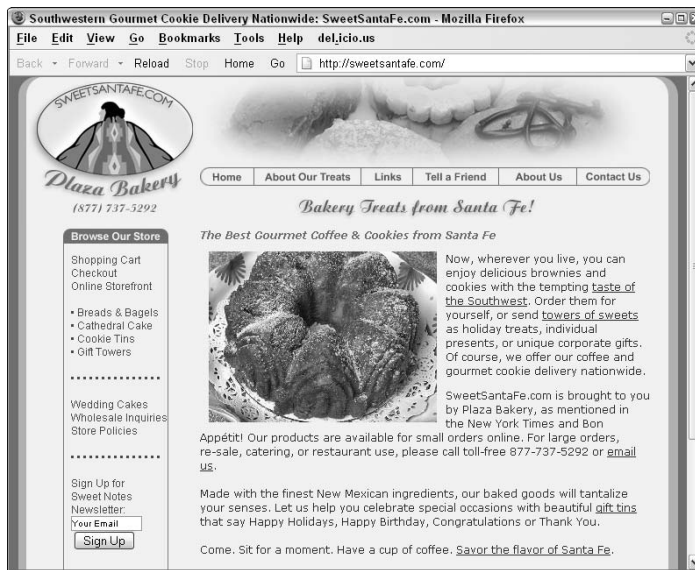 Southwestern Gourmet Cookie Delivery Nationwide: SweetSantaFe.com - Mozilla Firefox
File Edit View Go Bookmarks Tools Help del.icio.us
Back Forward Reload Stop Home Go http://sweetsantafe.com/
SWEETSANTAFE.COM
Plaza Bakery
(877) 737-5292
Home About Our Treats Links Tell a Friend About Us Contact Us
Bakery Treats from Santa Fe!
Browse Our Store
Shopping Cart
Checkout
Online Storefront
• Breads & Bagels
• Cathedral Cake
• Cookie Tins
• Gift Towers
Wedding Cakes
Wholesale Inquiries
Store Policies
Sign Up for
Sweet Notes
Newsletter:
Your Email
Sign Up
The Best Gourmet Coffee & Cookies from Santa Fe
Now, wherever you live, you can
enjoy delicious brownies and
cookies with the tempting taste of
the Southwest. Order them for
yourself, or send towers of sweets
as holiday treats, individual
presents, or unique corporate gifts.
Of course, we offer our coffee and
gourmet cookie delivery nationwide.
SweetSantaFe.com is brought to you
by Plaza Bakery, as mentioned in
the New York Times and Bon
Appétit! Our products are available for small orders online. For large orders,
re-sale, catering, or restaurant use, please call toll-free 877-737-5292 or email
us.
Made with the finest New Mexican ingredients, our baked goods will tantalize
your senses. Let us help you celebrate special occasions with beautiful gift tins
that say Happy Holidays, Happy Birthday, Congratulations or Thank You.
Come. Sit for a moment. Have a cup of coffee. Savor the flavor of Santa Fe.